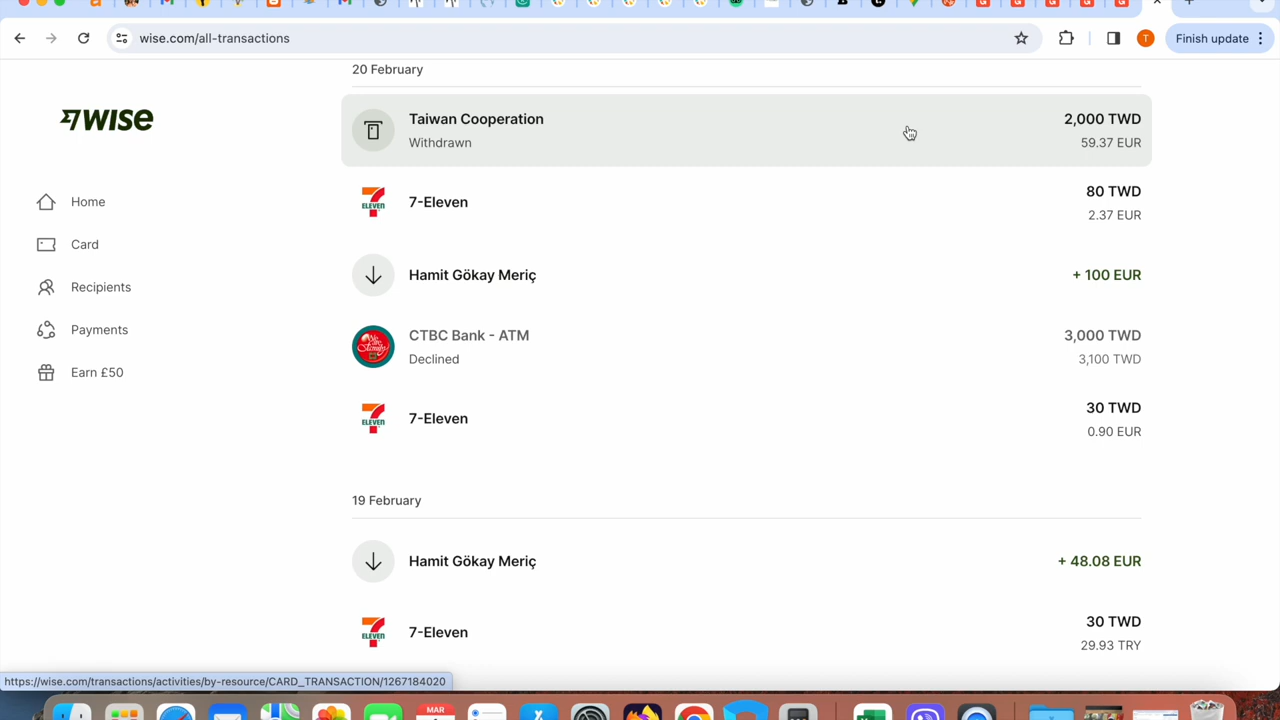 wise.com/all-transactions
T
Finish update
20 February
WISE
Taiwan Cooperation
2,000 TWD
Withdrawn
59.37 EUR
Home
7-Eleven
80 TWD
2.37 EUR
Card
Recipients
Hamit Gökay Meriç
+ 100 EUR
Payments
CTBC Bank - ATM
3,000 TWD
Declined
3,100 TWD
Earn £50
7-Eleven
30 TWD
0.90 EUR
19 February
Hamit Gökay Meriç
+ 48.08 EUR
7-Eleven
30 TWD
29.93 TRY
https://wise.com/transactions/activities/by-resource/CARD_TRANSACTION/1267184020
MAR